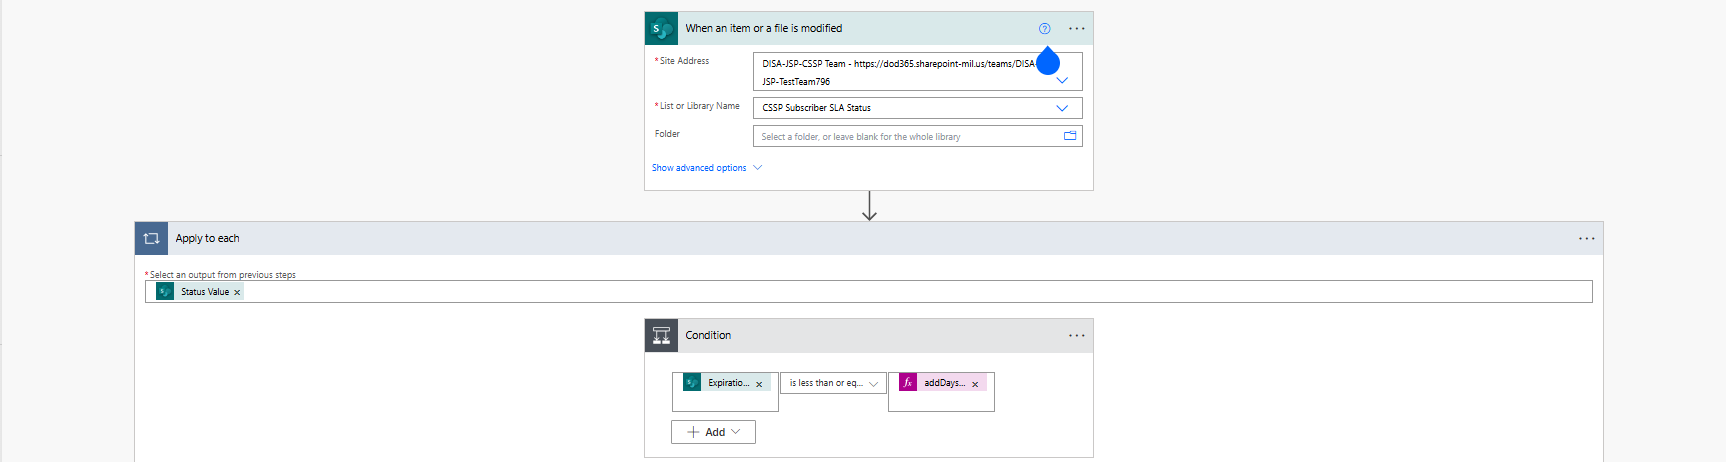 When an item or a file is modified
* Site Address
DISA-JSP-CSSP Team - https://dod365.sharepoint-mil.us/teams/DISA-
JSP-TestTeam796
* List or Library Name
CSSP Subscriber SLA Status
Folder
Select a folder, or leave blank for the whole library
Show advanced options
Apply to each
* Select an output from previous steps
Status Value
Condition
Expiratio...
is less than or eq...
addDays...
Add